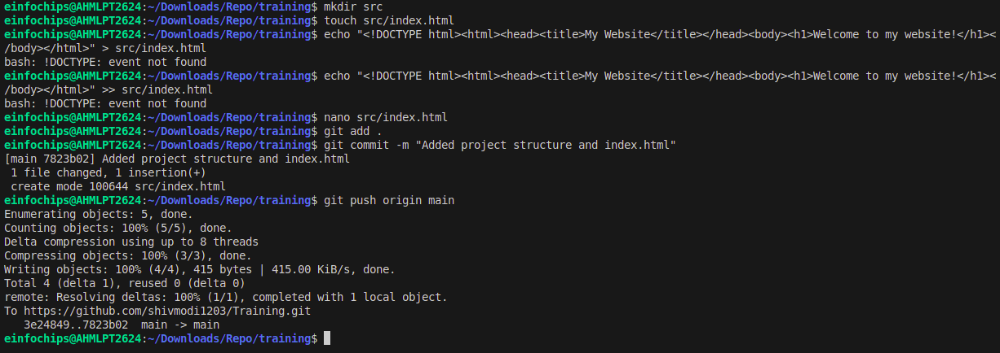 einfochips@AHMLPT2624:~/Downloads/Repo/training$ mkdir src
einfochips@AHMLPT2624:~/Downloads/Repo/training$ touch src/index.html
einfochips@AHMLPT2624:~/Downloads/Repo/training$ echo "<!DOCTYPE html><html><head><title>My Website</title></head><body><h1>Welcome to my website!</h1><
/body></html>" > src/index.html
bash: !DOCTYPE: event not found
einfochips@AHMLPT2624:~/Downloads/Repo/training$ echo "<!DOCTYPE html><html><head><title>My Website</title></head><body><h1>Welcome to my website!</h1><
/body></html>" >> src/index.html
bash: !DOCTYPE: event not found
einfochips@AHMLPT2624:~/Downloads/Repo/training$ nano src/index.html
einfochips@AHMLPT2624:~/Downloads/Repo/training$ git add .
einfochips@AHMLPT2624:~/Downloads/Repo/training$ git commit -m "Added project structure and index.html"
[main 7823b02] Added project structure and index.html
 1 file changed, 1 insertion(+)
 create mode 100644 src/index.html
einfochips@AHMLPT2624:~/Downloads/Repo/training$ git push origin main
Enumerating objects: 5, done.
Counting objects: 100% (5/5), done.
Delta compression using up to 8 threads
Compressing objects: 100% (3/3), done.
Writing objects: 100% (4/4), 415 bytes | 415.00 KiB/s, done.
Total 4 (delta 1), reused 0 (delta 0)
remote: Resolving deltas: 100% (1/1), completed with 1 local object.
To https://github.com/shivmodi1203/Training.git
   3e24849..7823b02  main -> main
einfochips@AHMLPT2624:~/Downloads/Repo/training$